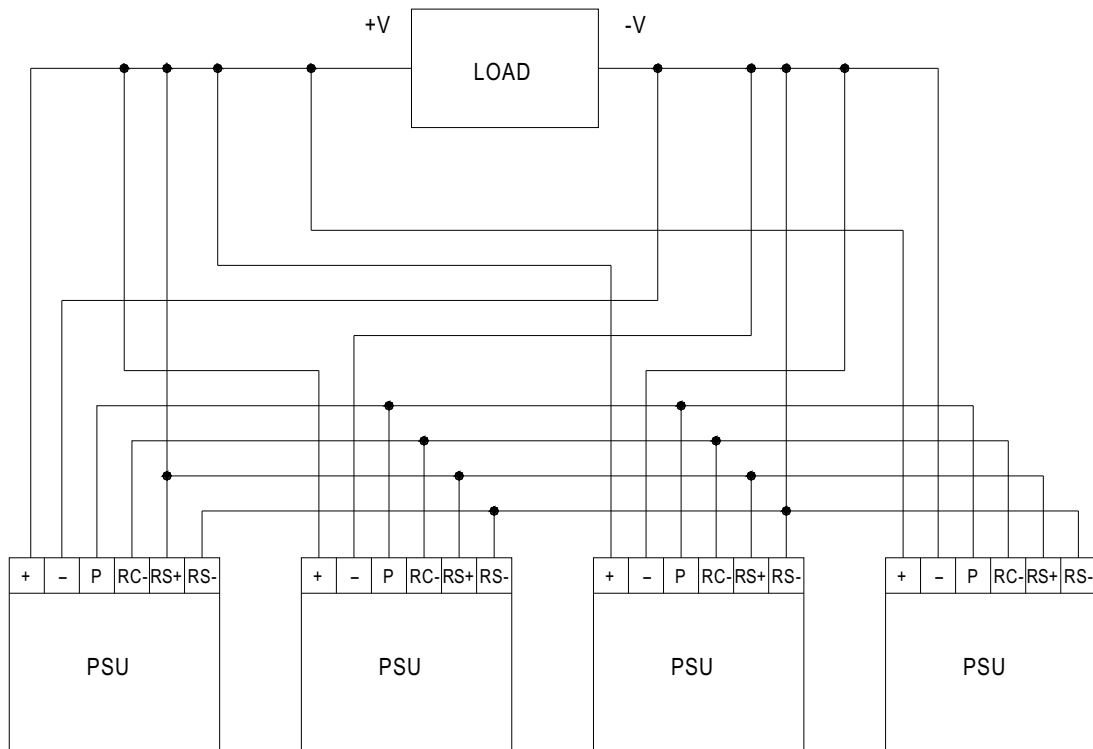 +V
-V
LOAD
+ – P RC- RS+ RS-
+ – P RC- RS+ RS-
+ – P RC- RS+ RS-
+ – P RC- RS+ RS-
PSU
PSU
PSU
PSU